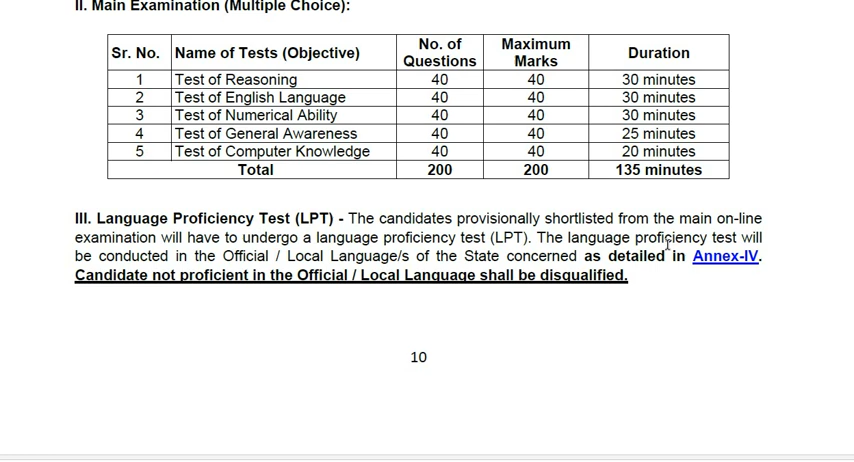 II. Main Examination (Multiple Choice):
Sr. No. Name of Tests (Objective) No. of Questions Maximum Marks Duration
1 Test of Reasoning 40 40 30 minutes
2 Test of English Language 40 40 30 minutes
3 Test of Numerical Ability 40 40 30 minutes
4 Test of General Awareness 40 40 25 minutes
5 Test of Computer Knowledge 40 40 20 minutes
Total 200 200 135 minutes
III. Language Proficiency Test (LPT) - The candidates provisionally shortlisted from the main on-line
examination will have to undergo a language proficiency test (LPT). The language proficiency test will
be conducted in the Official / Local Language/s of the State concerned as detailed in Annex-IV.
Candidate not proficient in the Official / Local Language shall be disqualified.
10